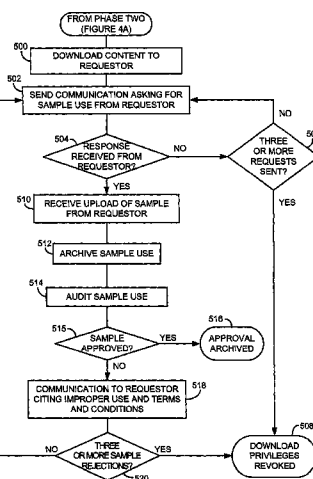 FROM PHASE TWO
(FIGURE 4A)
500
DOWNLOAD CONTENT TO
REQUESTOR
502
SEND COMMUNICATION ASKING FOR
SAMPLE USE FROM REQUESTOR
504
RESPONSE
RECEIVED FROM
REQUESTOR?
NO
NO
THREE
OR MORE
REQUESTS
SENT?
YES
YES
510
RECEIVE UPLOAD OF SAMPLE
FROM REQUESTOR
512
ARCHIVE SAMPLE USE
514
AUDIT SAMPLE USE
515
SAMPLE
APPROVED?
YES
516
APPROVAL
ARCHIVED
NO
COMMUNICATION TO REQUESTOR
CITING IMPROPER USE AND TERMS
AND CONDITIONS
518
NO
THREE
OR MORE SAMPLE
REJECTIONS?
YES
520
508
DOWNLOAD
PRIVILEGES
REVOKED